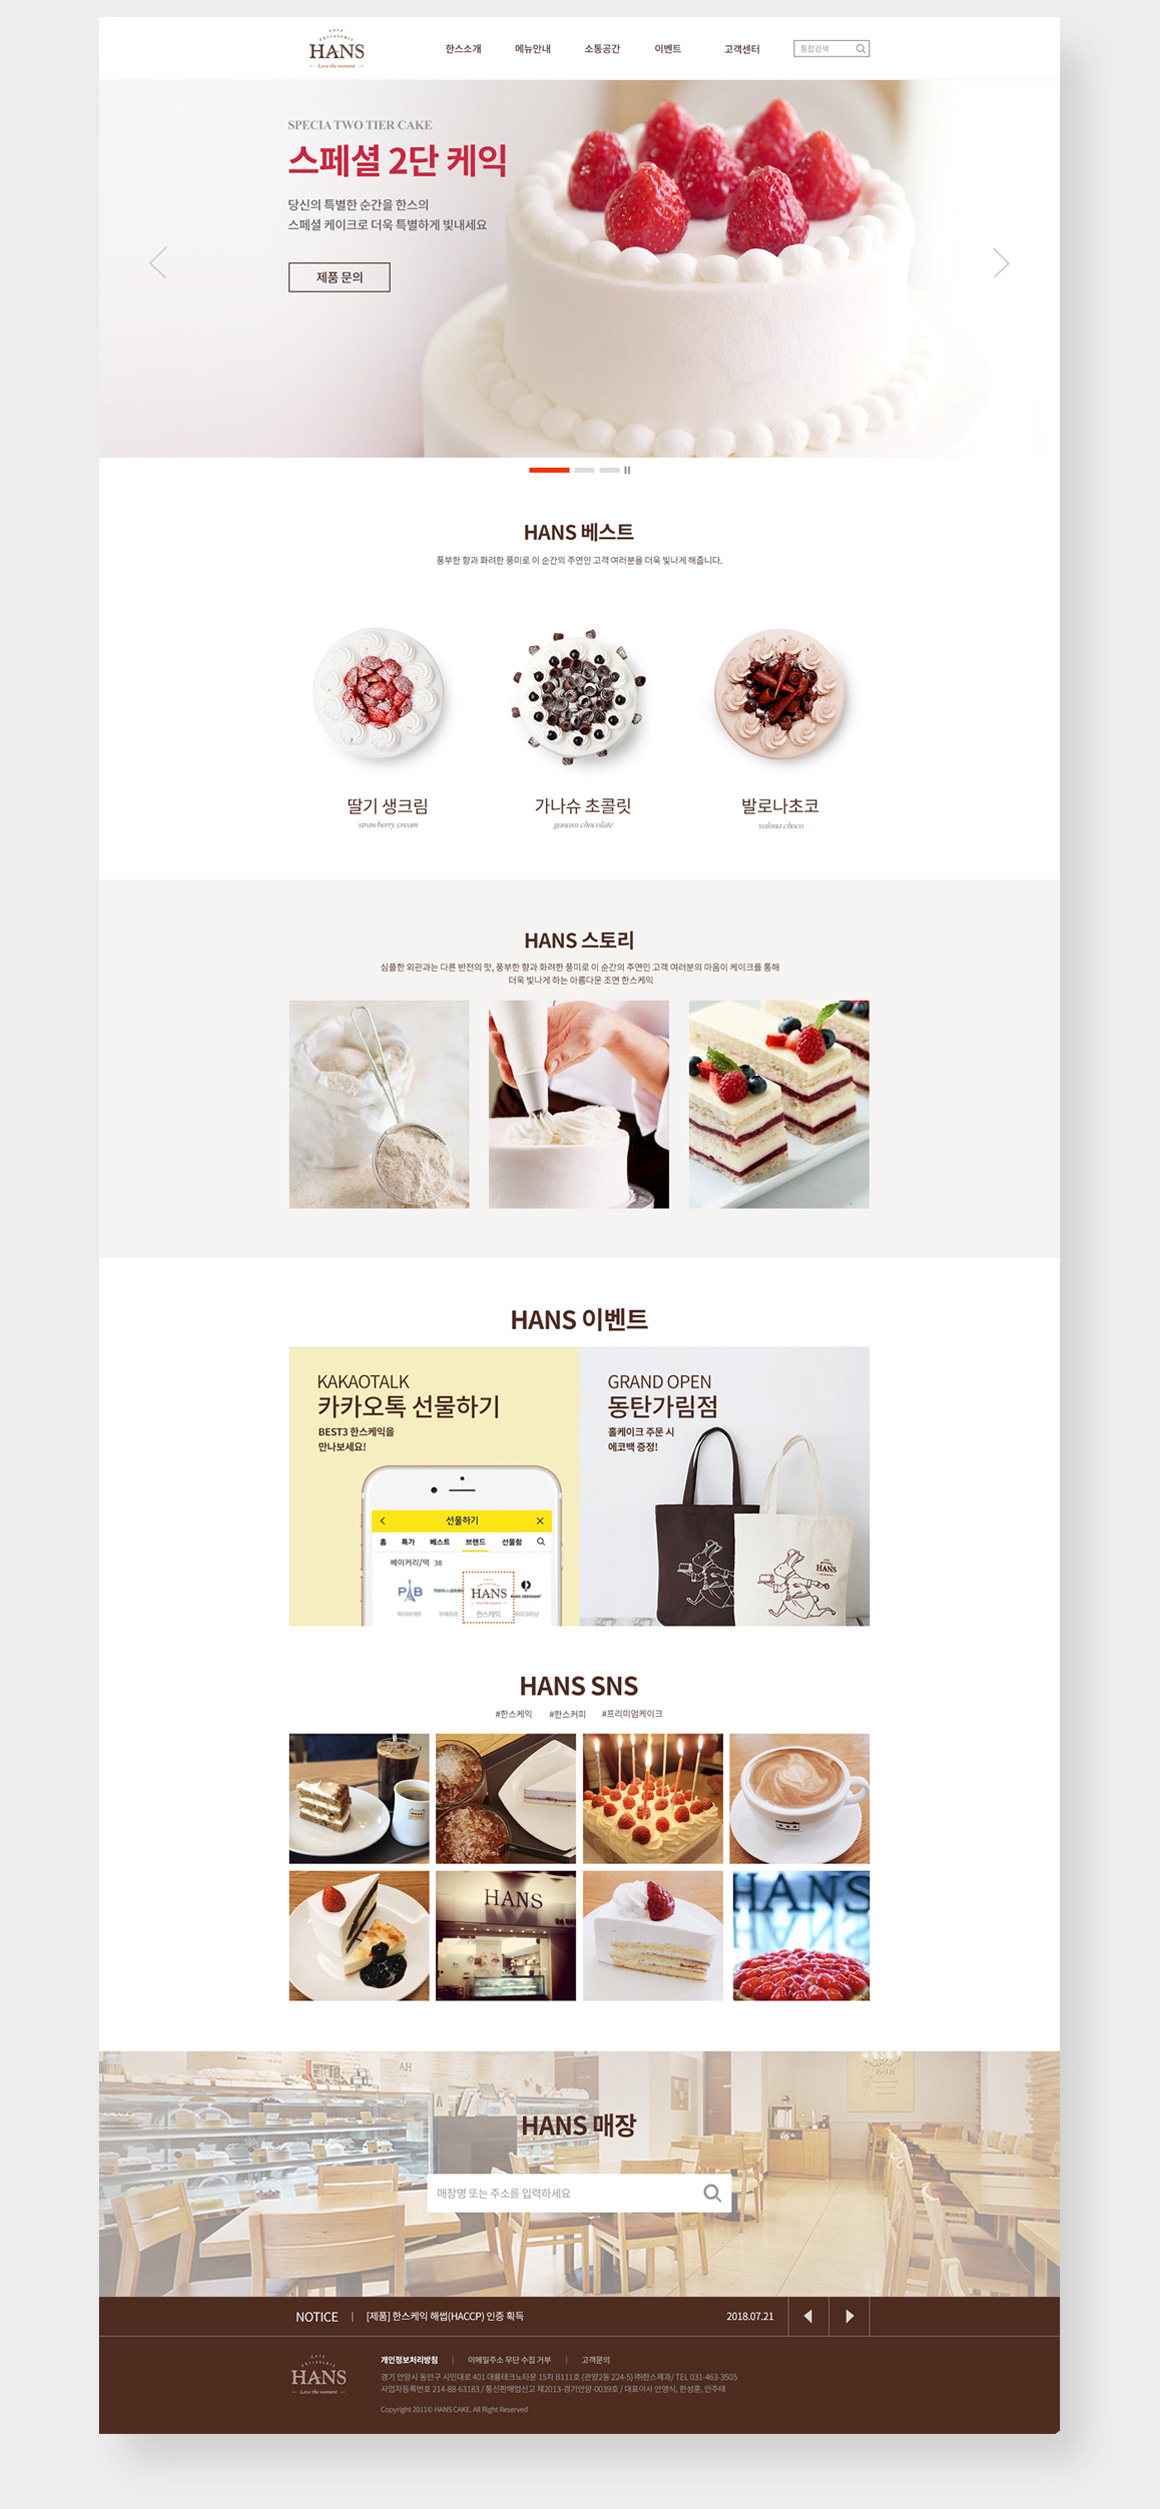 CAFE
PÂTISSERIE
HANS
Love the moment
한스소개
메뉴안내
소통공간
이벤트
고객센터
통합검색
SPECIA TWO TIER CAKE
스페셜 2단 케익
당신의 특별한 순간을 한스의
스페셜 케이크로 더욱 특별하게 빛내세요
제품 문의
HANS 베스트
풍부한 향과 화려한 풍미로 이 순간의 주연인 고객 여러분을 더욱 빛나게 해줍니다.
딸기 생크림
strawberry cream
가나슈 초콜릿
ganasu chocolate
발로나초코
valona choco
HANS 스토리
심플한 외관과는 다른 반전의 맛, 풍부한 향과 화려한 풍미로 이 순간의 주연인 고객 여러분의 마음이 케이크를 통해
더욱 빛나게 하는 아름다운 조연 한스케익
HANS 이벤트
KAKAOTALK
카카오톡 선물하기
BEST3 한스케익을
만나보세요!
선물하기
홈 특가 베스트 브랜드 선물함
베이커리/떡 38
HANS
한스케익
GRAND OPEN
동탄가림점
홀케이크 주문 시
에코백 증정!
HANS
HANS SNS
#한스케익 #한스커피 #프리미엄케이크
HANS
HANS
HANS 매장
매장명 또는 주소를 입력하세요
NOTICE | [제품] 한스케익 해썹(HACCP) 인증 획득
2018.07.21
CAFE
PÂTISSERIE
HANS
Love the moment
개인정보처리방침 | 이메일주소 무단 수집 거부 | 고객문의
경기 안양시 동안구 시민대로 401 대륭테크노타운 15차 B111호 (관양2동 224-5) ㈜한스제과/ TEL 031-463-3505
사업자등록번호 214-88-63183 / 통신판매업신고 제2013-경기안양-0039호 / 대표이사 안영식, 한성훈, 안주태
Copyright 2011© HANS CAKE. All Right Reserved